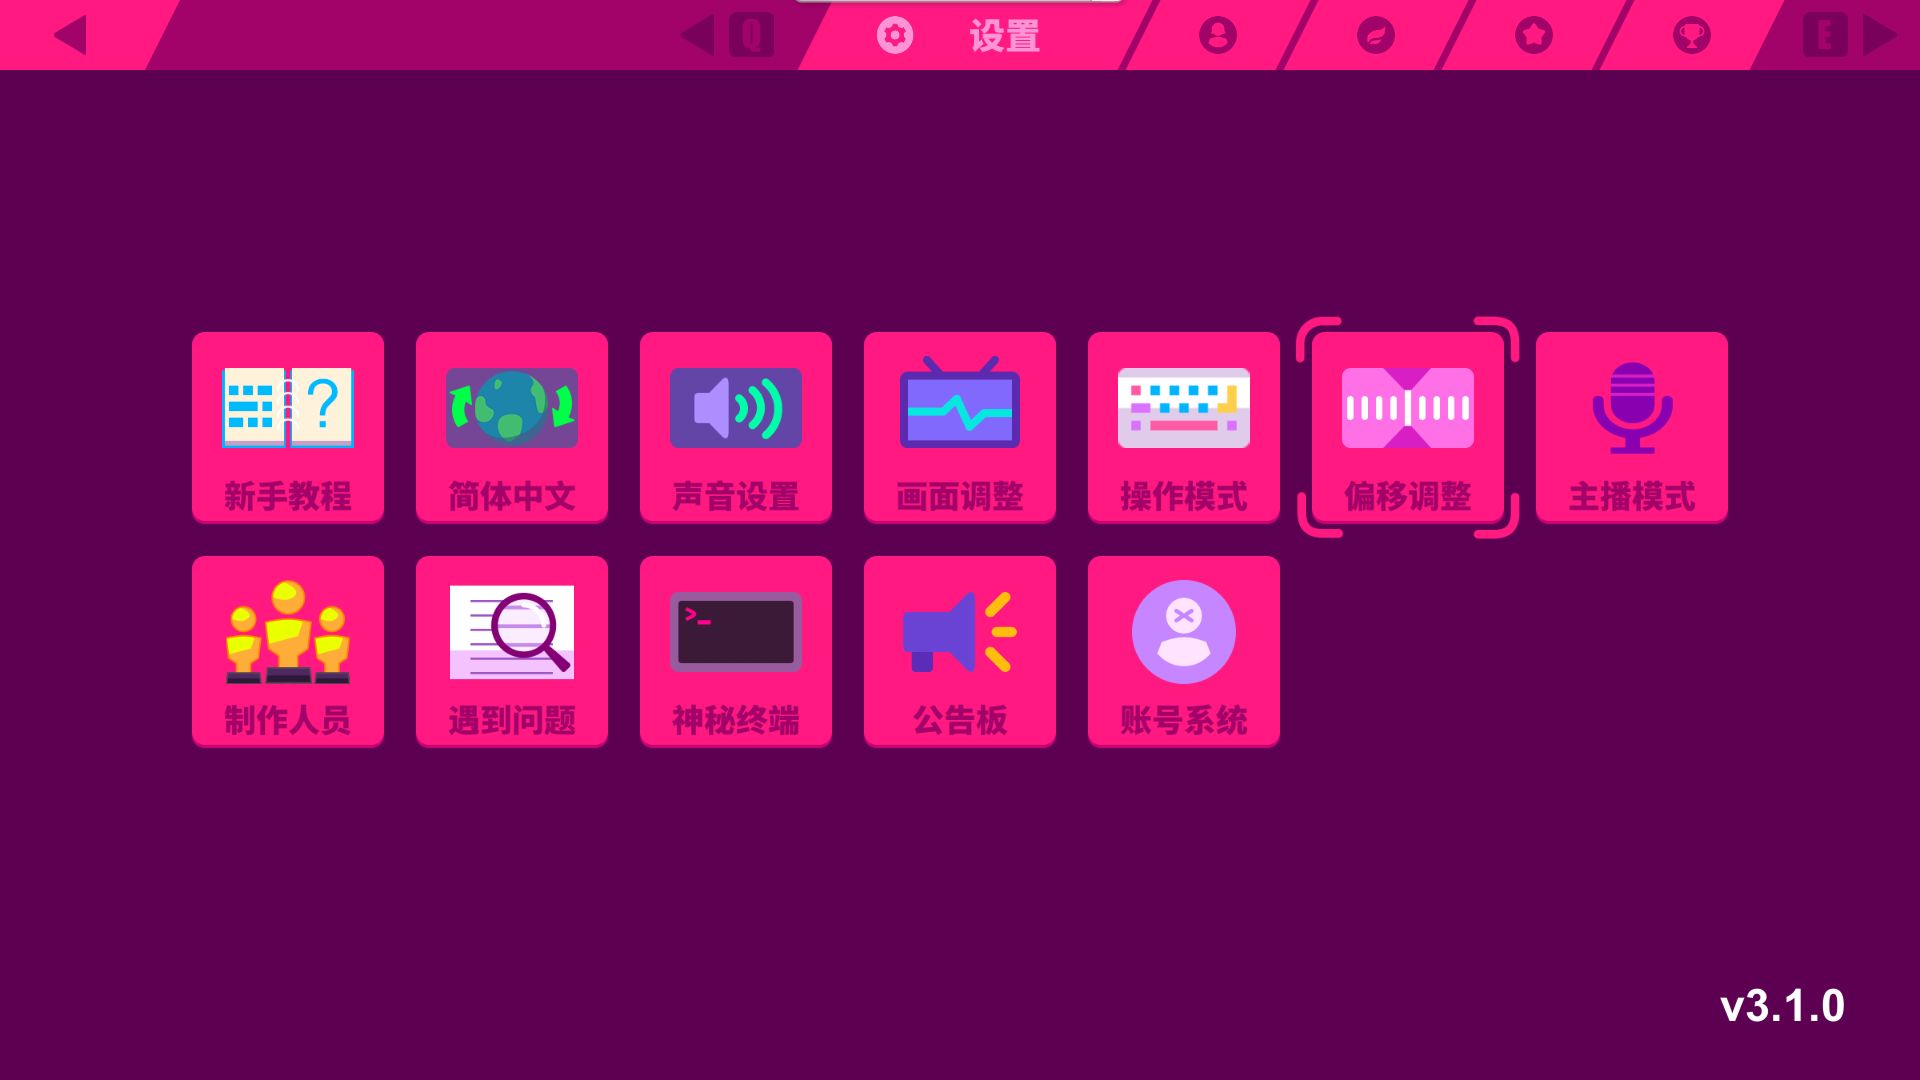 Q 设置 E
新手教程 简体中文 声音设置 画面调整 操作模式 偏移调整 主播模式
制作人员 遇到问题 神秘终端 公告板 账号系统
v3.1.0